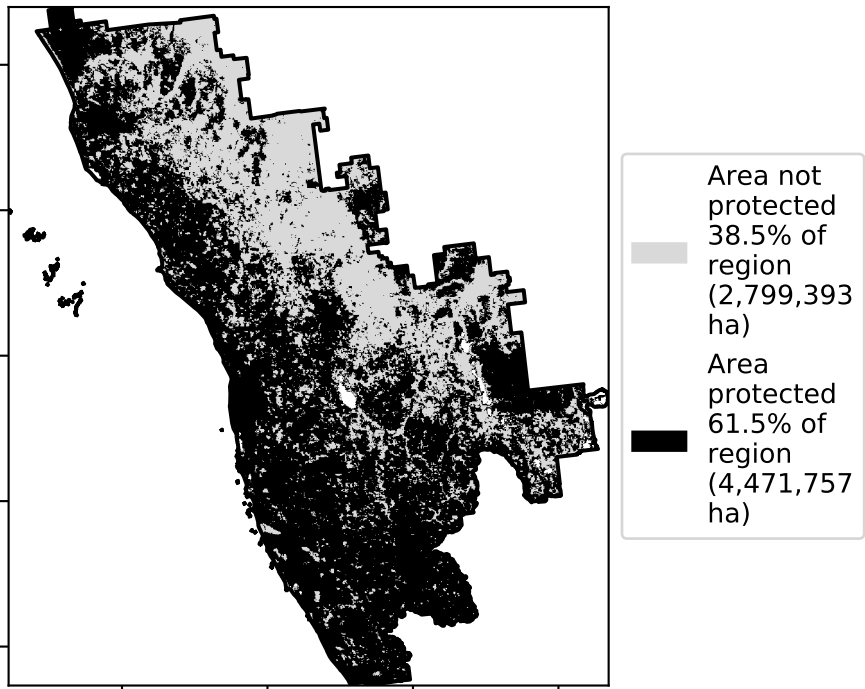 Area not
protected
38.5% of
region
(2,799,393
ha)
Area
protected
61.5% of
region
(4,471,757
ha)